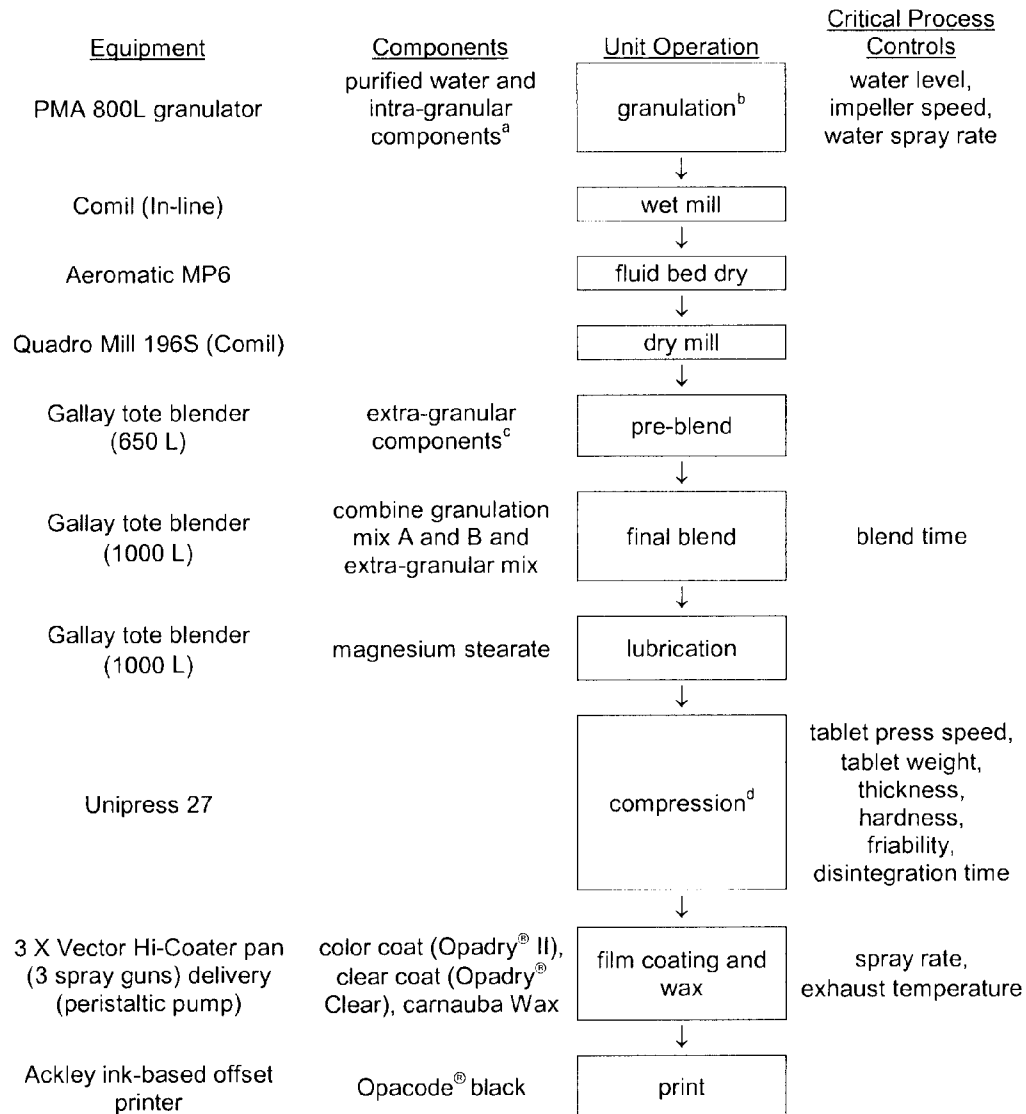 Critical Process
Equipment Components Unit Operation Controls
purified water and water level,
PMA 800L granulator intra-granular granulationᵇ impeller speed,
componentsᵃ water spray rate
↓
Comil (In-line) wet mill
↓
Aeromatic MP6 fluid bed dry
↓
Quadro Mill 196S (Comil) dry mill
↓
Gallay tote blender extra-granular pre-blend
(650 L) componentsᶜ
↓
Gallay tote blender combine granulation
mix A and B and final blend blend time
(1000 L) extra-granular mix
↓
Gallay tote blender magnesium stearate lubrication
(1000 L)
↓
tablet press speed,
tablet weight,
Unipress 27 compressionᵈ thickness,
hardness,
friability,
disintegration time
↓
3 X Vector Hi-Coater pan color coat (Opadry® II), film coating and spray rate,
(3 spray guns) delivery clear coat (Opadry® wax exhaust temperature
(peristaltic pump) Clear), carnauba Wax
↓
Ackley ink-based offset Opacode® black print
printer